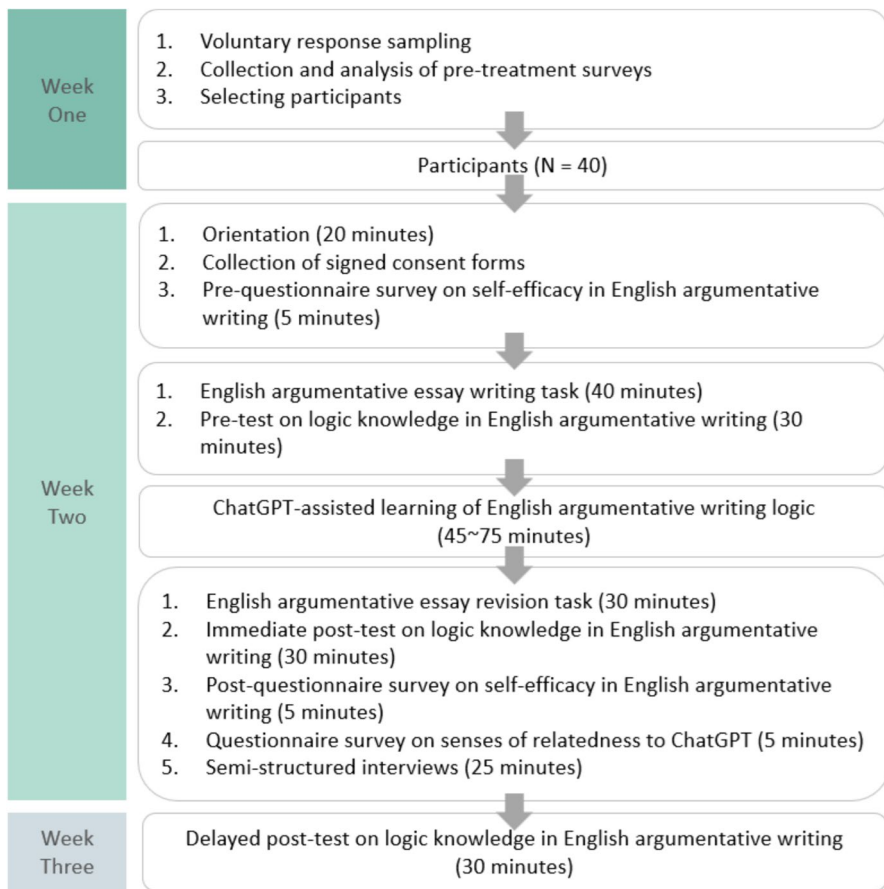 Week
One
1. Voluntary response sampling
2. Collection and analysis of pre-treatment surveys
3. Selecting participants
Participants (N = 40)
Week
Two
1. Orientation (20 minutes)
2. Collection of signed consent forms
3. Pre-questionnaire survey on self-efficacy in English argumentative
writing (5 minutes)
1. English argumentative essay writing task (40 minutes)
2. Pre-test on logic knowledge in English argumentative writing (30
minutes)
ChatGPT-assisted learning of English argumentative writing logic
(45~75 minutes)
1. English argumentative essay revision task (30 minutes)
2. Immediate post-test on logic knowledge in English argumentative
writing (30 minutes)
3. Post-questionnaire survey on self-efficacy in English argumentative
writing (5 minutes)
4. Questionnaire survey on senses of relatedness to ChatGPT (5 minutes)
5. Semi-structured interviews (25 minutes)
Week
Three
Delayed post-test on logic knowledge in English argumentative writing
(30 minutes)